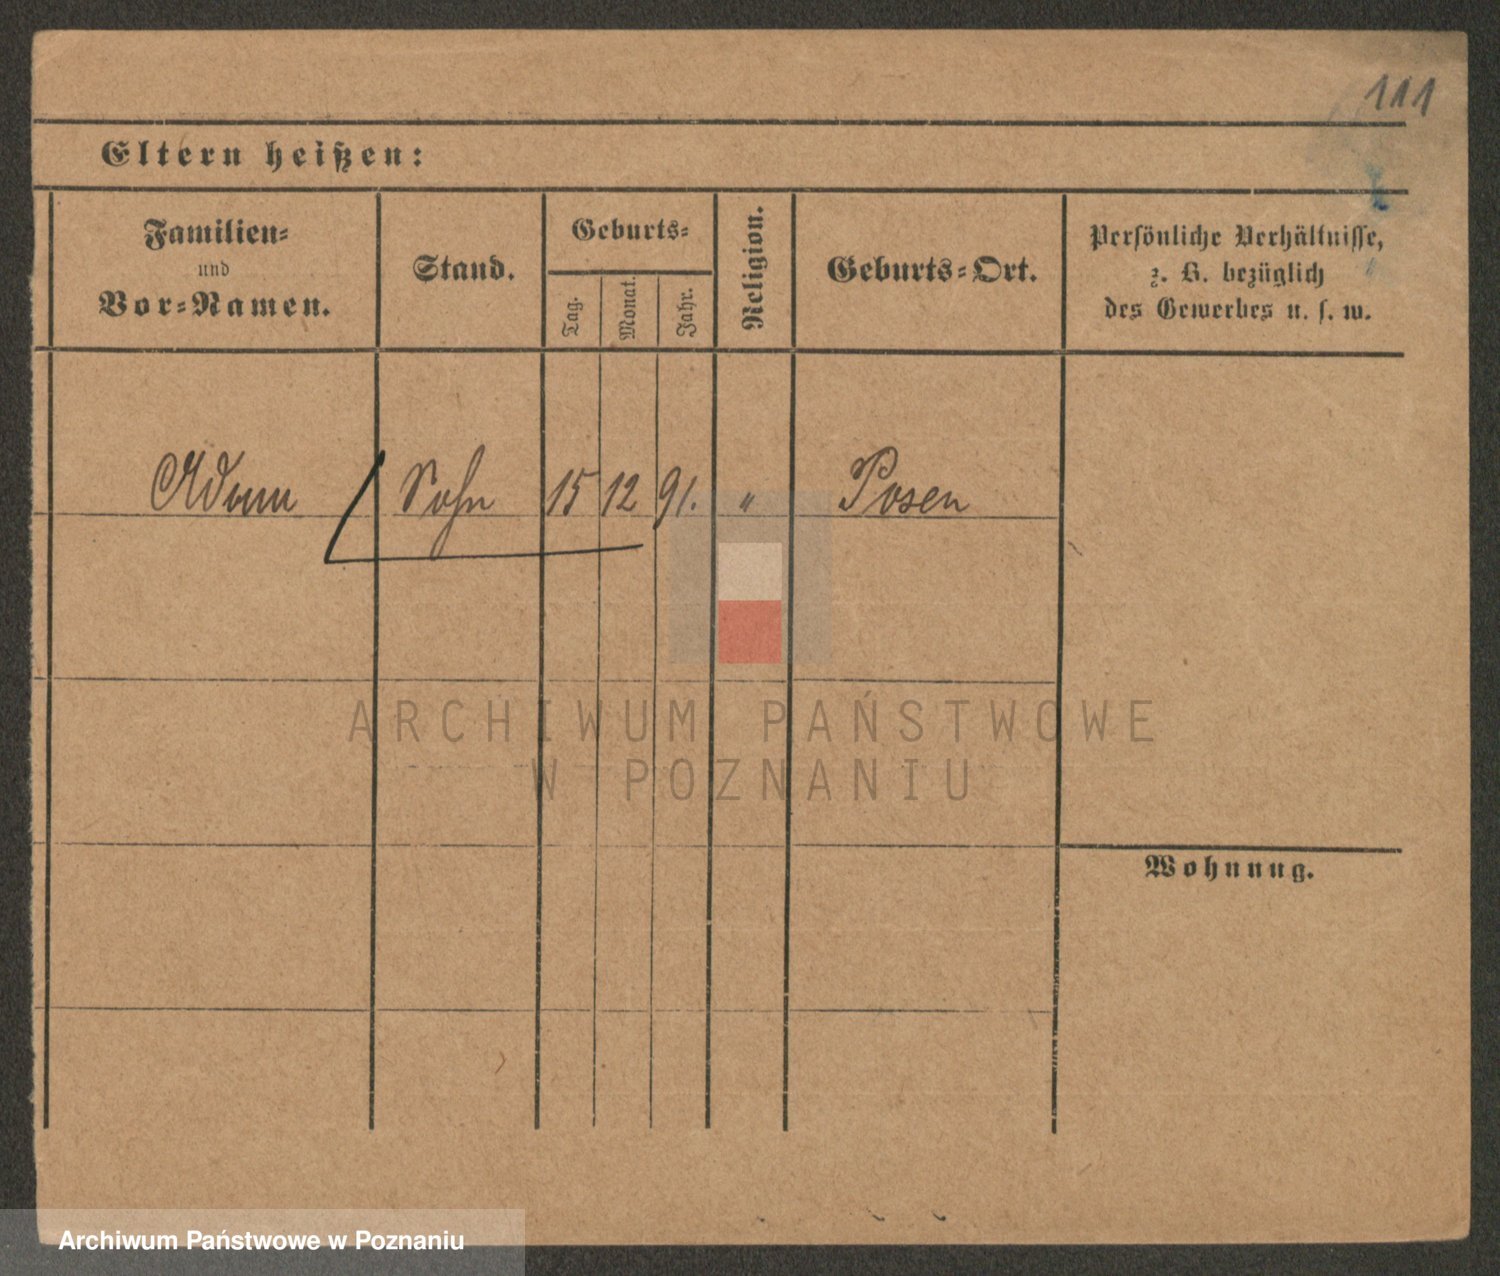 111
Eltern heißen:
Familien=
und
Vor=Namen.
Stand.
Geburts=
Tag.
Monat.
Jahr.
Religion.
Geburts=Ort.
Persönliche Verhältnisse,
z. B. bezüglich
des Gewerbes u. s. w.
Adam Sohn 15 12 91. " Posen
ARCHIWUM PAŃSTWOWE
W POZNANIU
Wohnung.
Archiwum Państwowe w Poznaniu